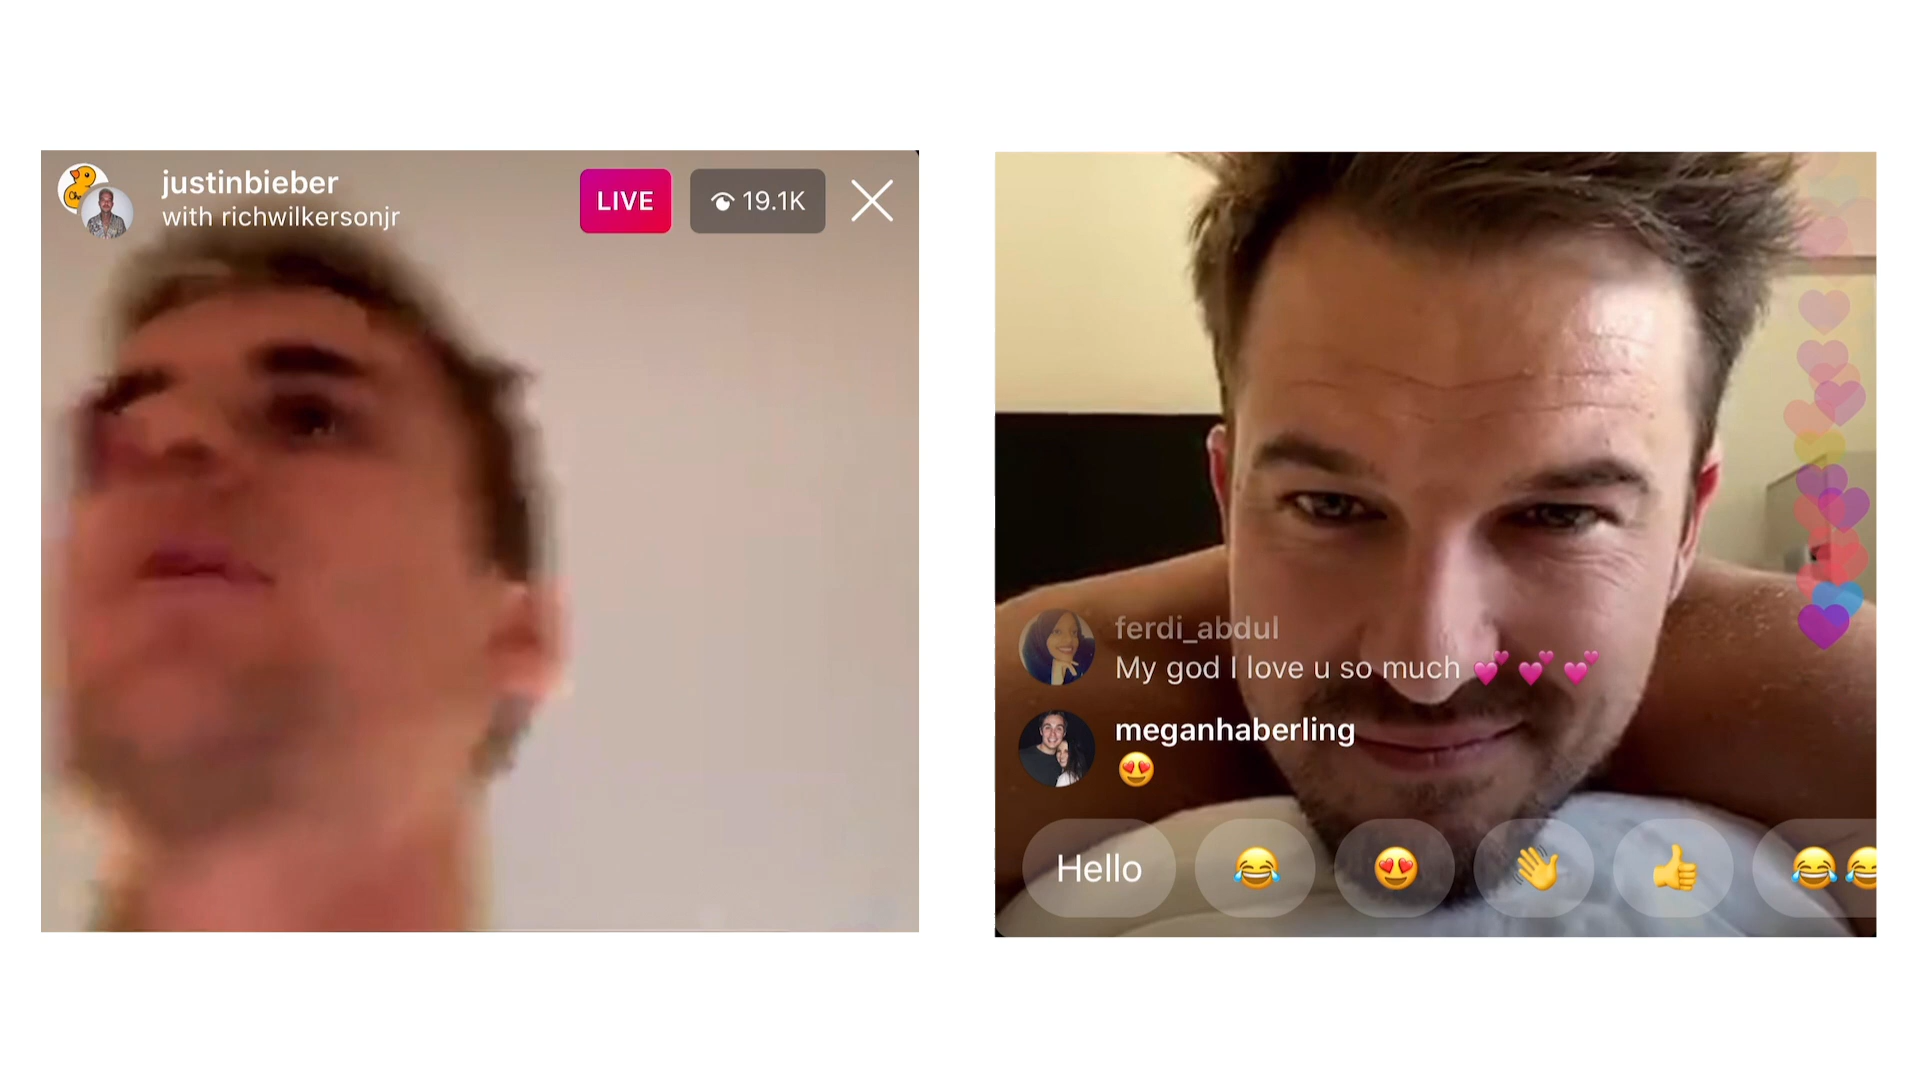 justinbieber
with richwilkersonjr
LIVE
19.1K
ferdi_abdul
My god I love u so much 💕 💕 💕
meganhaberling
😍
Hello